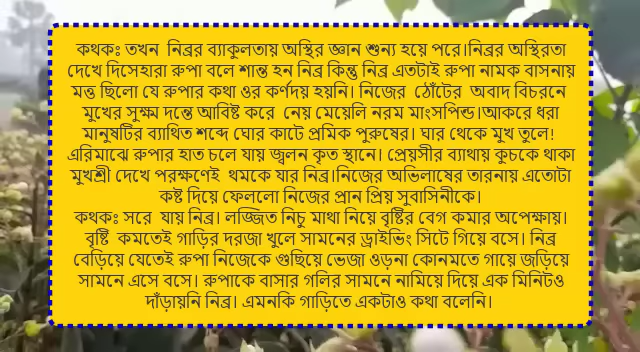 কথকঃ তখন নিব্রর ব্যাকুলতায় অস্থির জ্ঞান শুন্য হয়ে পরে।নিব্রর অস্থিরতা
দেখে দিসেহারা রুপা বলে শান্ত হন নিব্র কিন্তু নিব্র এতটাই রুপা নামক বাসনায়
মত্ত ছিলো যে রুপার কথা ওর কর্ণদয় হয়নি। নিজের ঠোঁটের অবাদ বিচরনে
মুখের সুক্ষ্ম দন্তে আবিষ্ট করে নেয় মেয়েলি নরম মাংসপিন্ড।আকরে ধরা
মানুষটির ব্যাথিত শব্দে ঘোর কাটে প্রমিক পুরুষের। ঘার থেকে মুখ তুলে!
এরিমাঝে রুপার হাত চলে যায় জ্বলন কৃত স্থানে। প্রেয়সীর ব্যাথায় কুচকে থাকা
মুখশ্রী দেখে পরক্ষণেই থমকে যার নিব্র।নিজের অভিলাষের তারনায় এতোটা
কষ্ট দিয়ে ফেললো নিজের প্রান প্রিয় সুবাসিনীকে।
কথকঃ সরে যায় নিব্র। লজ্জিত নিচু মাথা নিয়ে বৃষ্টির বেগ কমার অপেক্ষায়।
বৃষ্টি কমতেই গাড়ির দরজা খুলে সামনের ড্রাইভিং সিটে গিয়ে বসে। নিব্র
বেড়িয়ে যেতেই রুপা নিজেকে গুছিয়ে ভেজা ওড়না কোনমতে গায়ে জড়িয়ে
সামনে এসে বসে। রুপাকে বাসার গলির সামনে নামিয়ে দিয়ে এক মিনিটও
দাঁড়ায়নি নিব্র। এমনকি গাড়িতে একটাও কথা বলেনি।